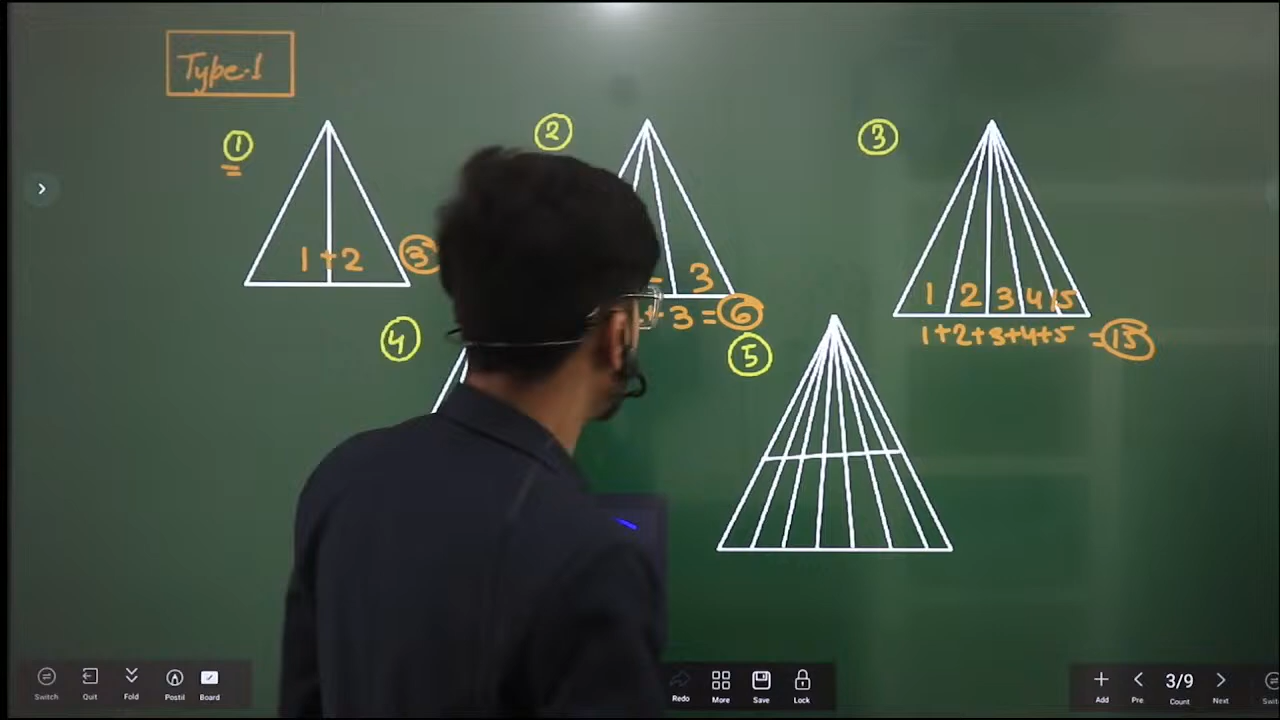 Type-1
1
2
3
1 + 2 3
3
1 2 3 4 5
+ 3 = 6
1+2+3+4+5 = 15
4
5
Switch Quit Fold Postil Board Redo More Save Lock Add Pre 3/9 Count Next